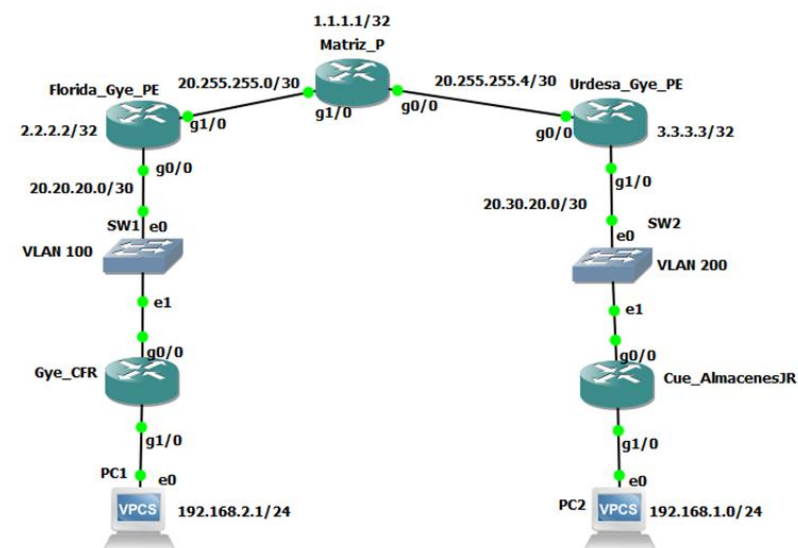 1.1.1.1/32
Matriz_P
20.255.255.0/30
20.255.255.4/30
Florida_Gye_PE
Urdesa_Gye_PE
g1/0
g1/0
g0/0
g0/0
2.2.2.2/32
3.3.3.3/32
g0/0
g1/0
20.20.20.0/30
20.30.20.0/30
SW1
e0
e0
SW2
VLAN 100
VLAN 200
e1
e1
g0/0
g0/0
Gye_CFR
Cue_AlmacenesJR
g1/0
g1/0
PC1
e0
e0
PC2
VPCS
192.168.2.1/24
VPCS
192.168.1.0/24